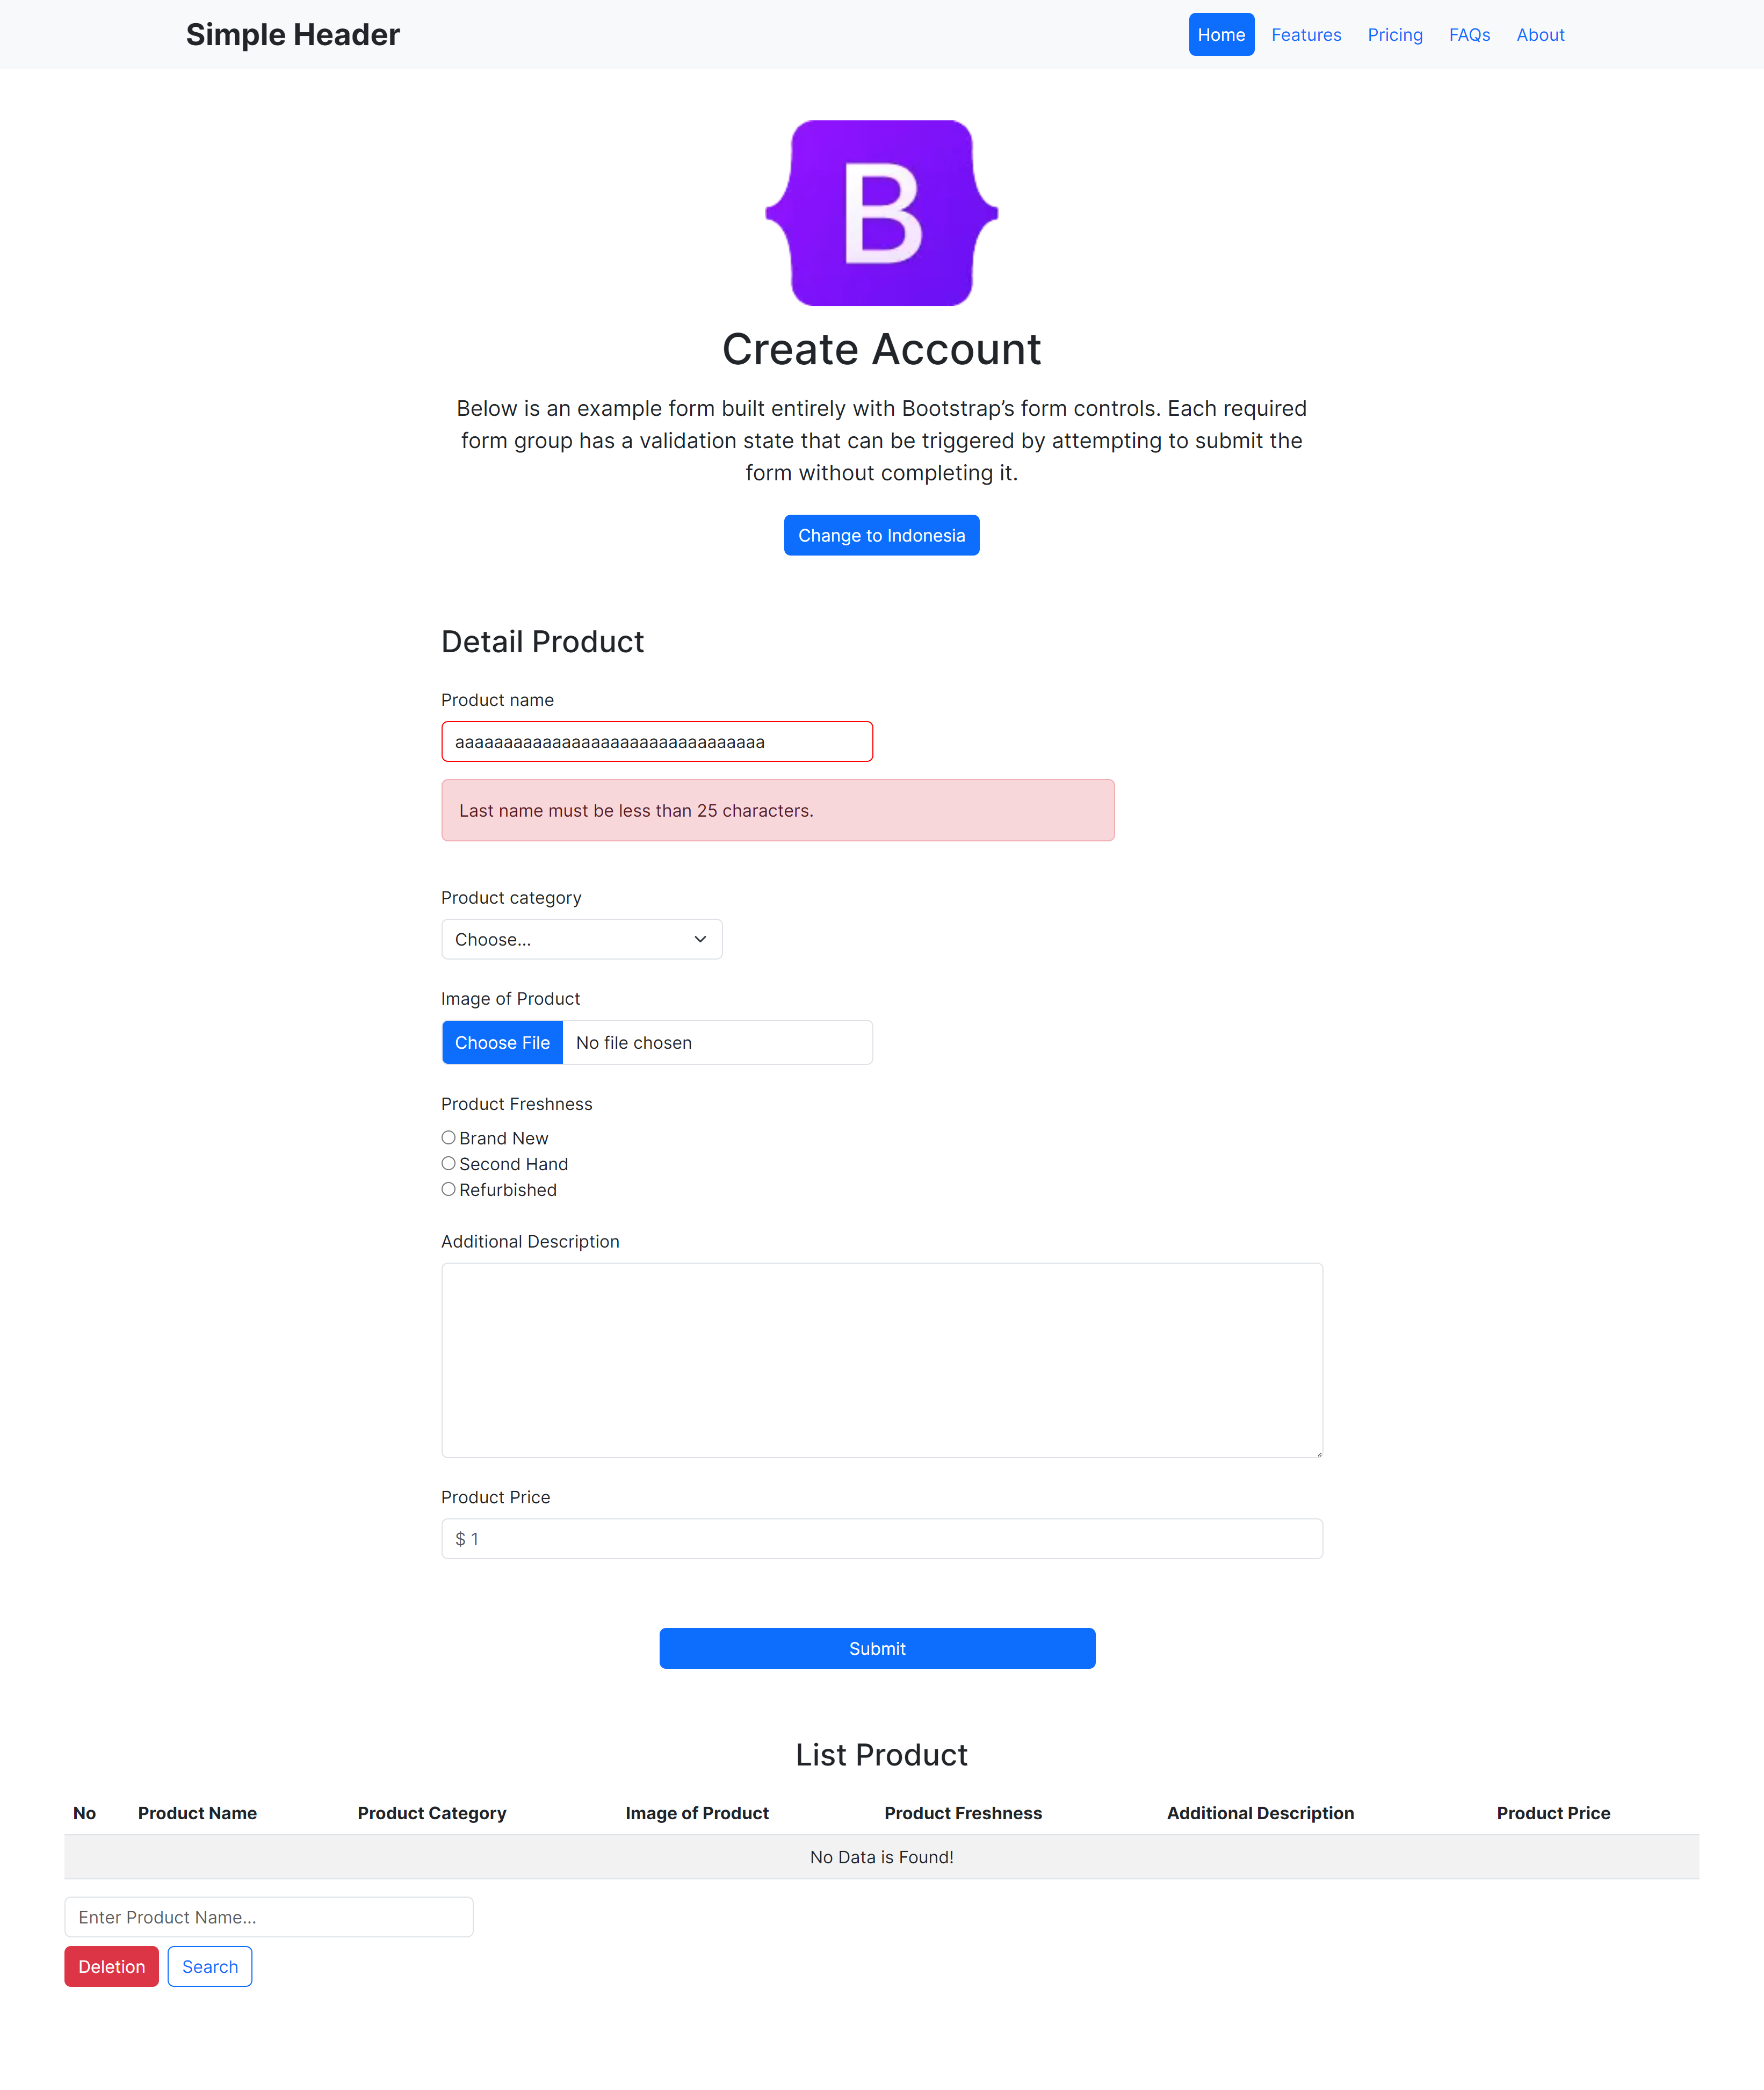 Simple Header
Home Features Pricing FAQs About
B
Create Account
Below is an example form built entirely with Bootstrap’s form controls. Each required
form group has a validation state that can be triggered by attempting to submit the
form without completing it.
Change to Indonesia
Detail Product
Product name
aaaaaaaaaaaaaaaaaaaaaaaaaaaaaaaa
Last name must be less than 25 characters.
Product category
Choose...
Image of Product
Choose File No file chosen
Product Freshness
Brand New
Second Hand
Refurbished
Additional Description
Product Price
$ 1
Submit
List Product
No Product Name Product Category Image of Product Product Freshness Additional Description Product Price
No Data is Found!
Enter Product Name...
Deletion Search